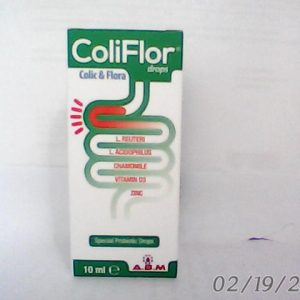 ColiFlor®
drops
Colic & Flora
L. REUTERI
L. ACIDOPHILUS
CHAMOMILE
VITAMIN D3
ZINC
Special Probiotic Drops
10 ml ℮
A.B.M
02/19/2